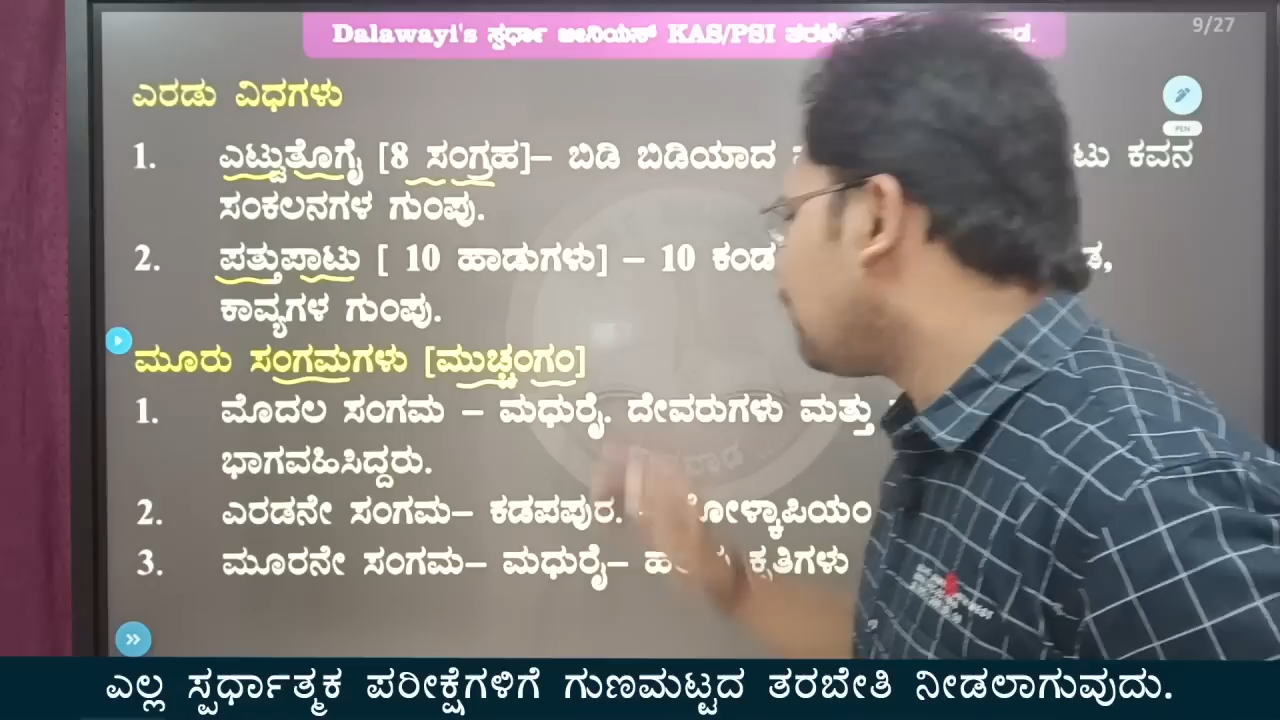 Dalawayi's ಸ್ಪರ್ಧಾ ಜೀನಿಯಸ್ KAS/PSI
9/27
ಎರಡು ವಿಧಗಳು
PEN
1. ಎಟ್ಟುತ್ತೊಗೈ [8 ಸಂಗ್ರಹ]– ಬಿಡಿ ಬಿಡಿಯಾದ ಕವನ
ಸಂಕಲನಗಳ ಗುಂಪು.
2. ಪತ್ತುಪ್ಪಾಟು [ 10 ಹಾಡುಗಳು] – 10
ಕಾವ್ಯಗಳ ಗುಂಪು.
ಮೂರು ಸಂಗಮಗಳು [ಮುಚ್ಚಂಗ್ರಂ]
1. ಮೊದಲ ಸಂಗಮ – ಮಧುರೈ. ದೇವರುಗಳು ಮತ್ತು
ಭಾಗವಹಿಸಿದ್ದರು.
2. ಎರಡನೇ ಸಂಗಮ– ಕಡಪಪುರ. –
3. ಮೂರನೇ ಸಂಗಮ– ಮಧುರೈ– ಕೃತಿಗಳು
ಎಲ್ಲ ಸ್ಪರ್ಧಾತ್ಮಕ ಪರೀಕ್ಷೆಗಳಿಗೆ ಗುಣಮಟ್ಟದ ತರಬೇತಿ ನೀಡಲಾಗುವುದು.